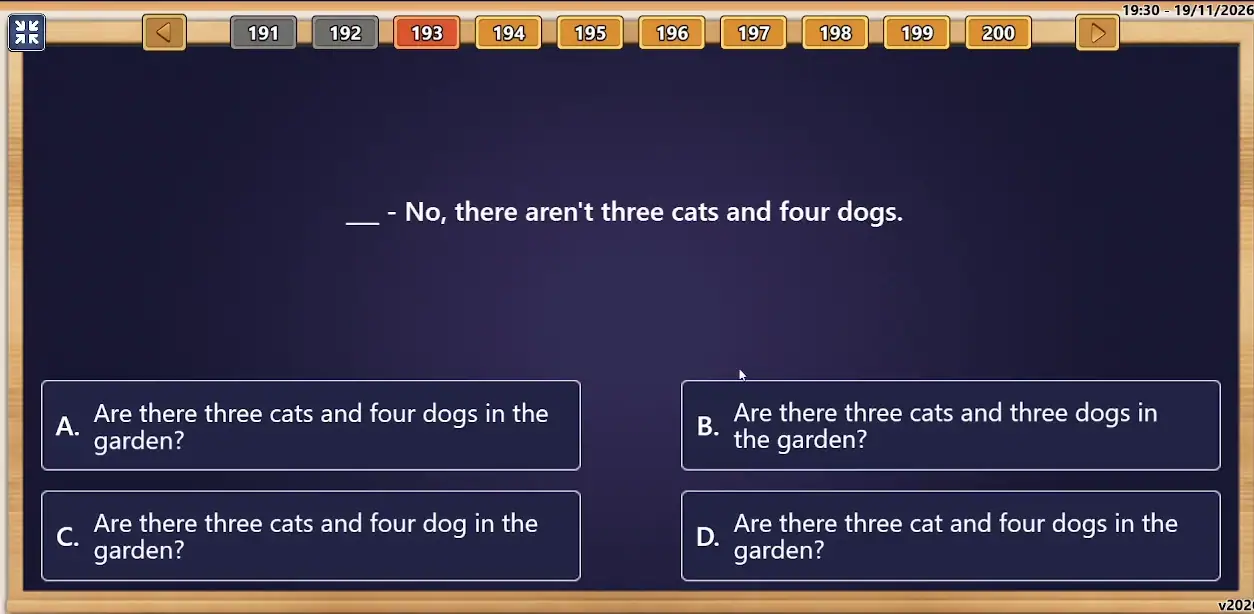 19:30 - 19/11/2026
191 192 193 194 195 196 197 198 199 200
___ - No, there aren't three cats and four dogs.
A. Are there three cats and four dogs in the
garden?
B. Are there three cats and three dogs in
the garden?
C. Are there three cats and four dog in the
garden?
D. Are there three cat and four dogs in the
garden?
v202